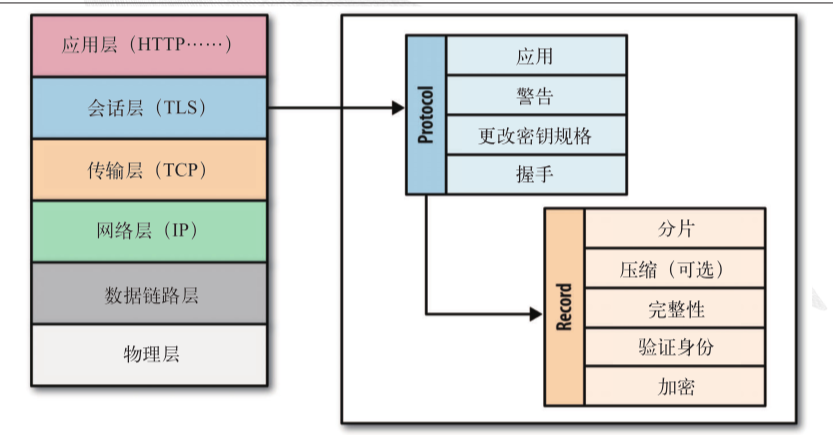 应用层（HTTP……）
会话层（TLS）
传输层（TCP）
网络层（IP）
数据链路层
物理层
Protocol
应用
警告
更改密钥规格
握手
Record
分片
压缩（可选）
完整性
验证身份
加密